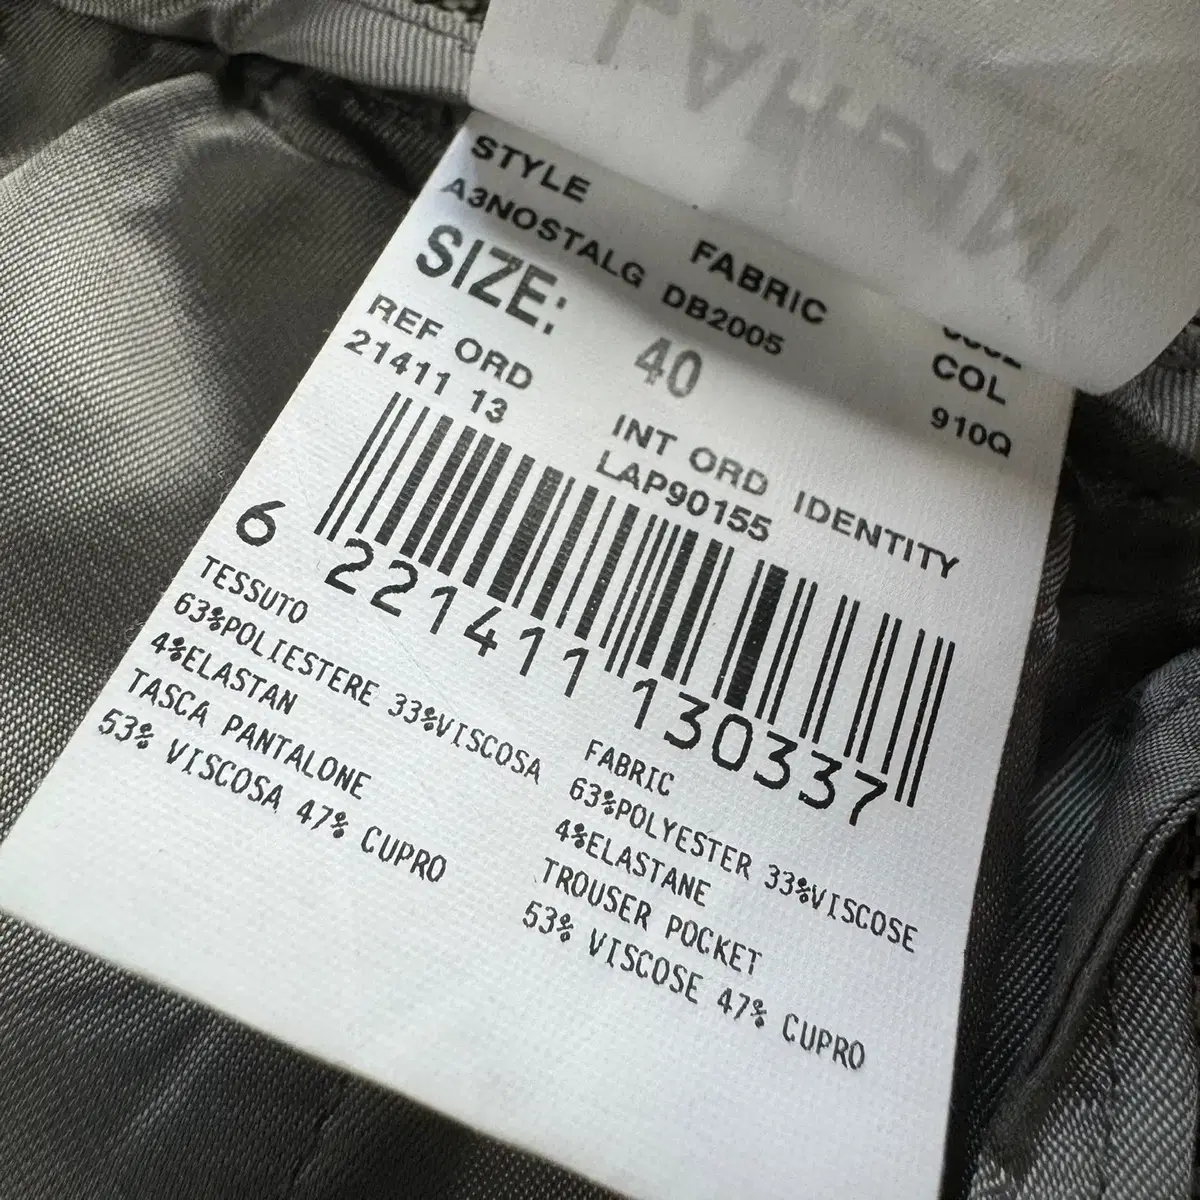 STYLE FABRIC COL
A3NOSTALG DB2005 910Q
SIZE: 40
REF ORD INT ORD IDENTITY
21411 13 LAP90155
6 221411 130337
TESSUTO
63%POLIESTERE 33%VISCOSA
4%ELASTAN
TASCA PANTALONE
53% VISCOSA 47% CUPRO
FABRIC
63%POLYESTER 33%VISCOSE
4%ELASTANE
TROUSER POCKET
53% VISCOSE 47% CUPRO